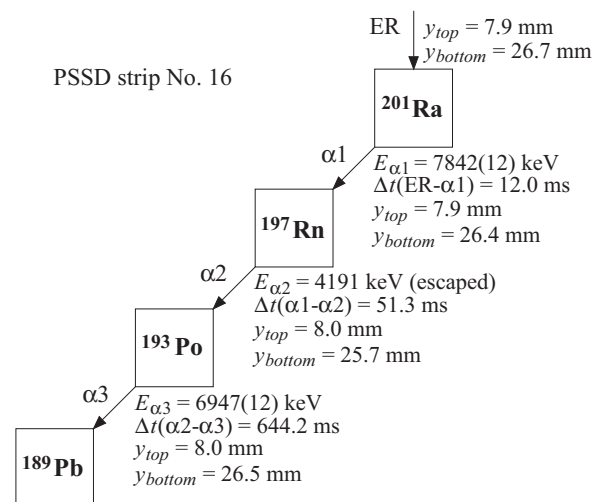 ER
y_top = 7.9 mm
y_bottom = 26.7 mm
PSSD strip No. 16
²⁰¹Ra
α1
E_α1 = 7842(12) keV
Δt(ER-α1) = 12.0 ms
y_top = 7.9 mm
y_bottom = 26.4 mm
¹⁹⁷Rn
α2
E_α2 = 4191 keV (escaped)
Δt(α1-α2) = 51.3 ms
y_top = 8.0 mm
y_bottom = 25.7 mm
¹⁹³Po
α3
E_α3 = 6947(12) keV
Δt(α2-α3) = 644.2 ms
y_top = 8.0 mm
y_bottom = 26.5 mm
¹⁸⁹Pb